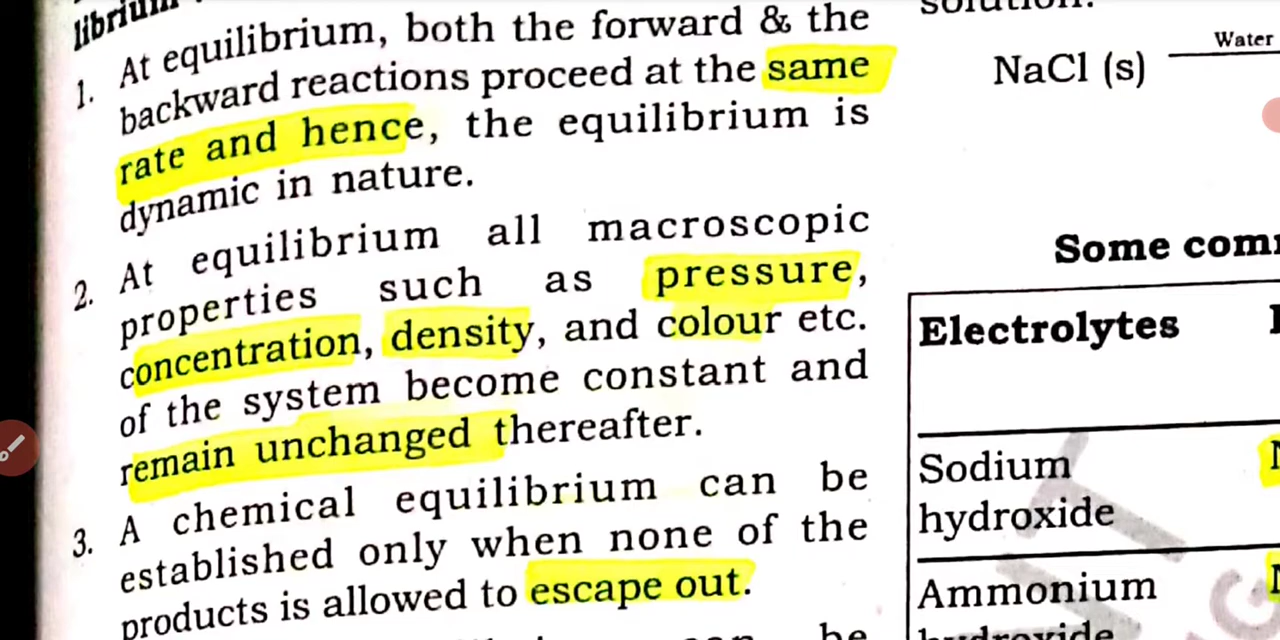 librium
1. At equilibrium, both the forward & the
backward reactions proceed at the same
rate and hence, the equilibrium is
dynamic in nature.
2. At equilibrium all macroscopic
properties such as pressure,
concentration, density, and colour etc.
of the system become constant and
remain unchanged thereafter.
3. A chemical equilibrium can be
established only when none of the
products is allowed to escape out.
can be
solution.
NaCl (s) Water
Some com
Electrolytes
Sodium
hydroxide
Ammonium
hydroxide